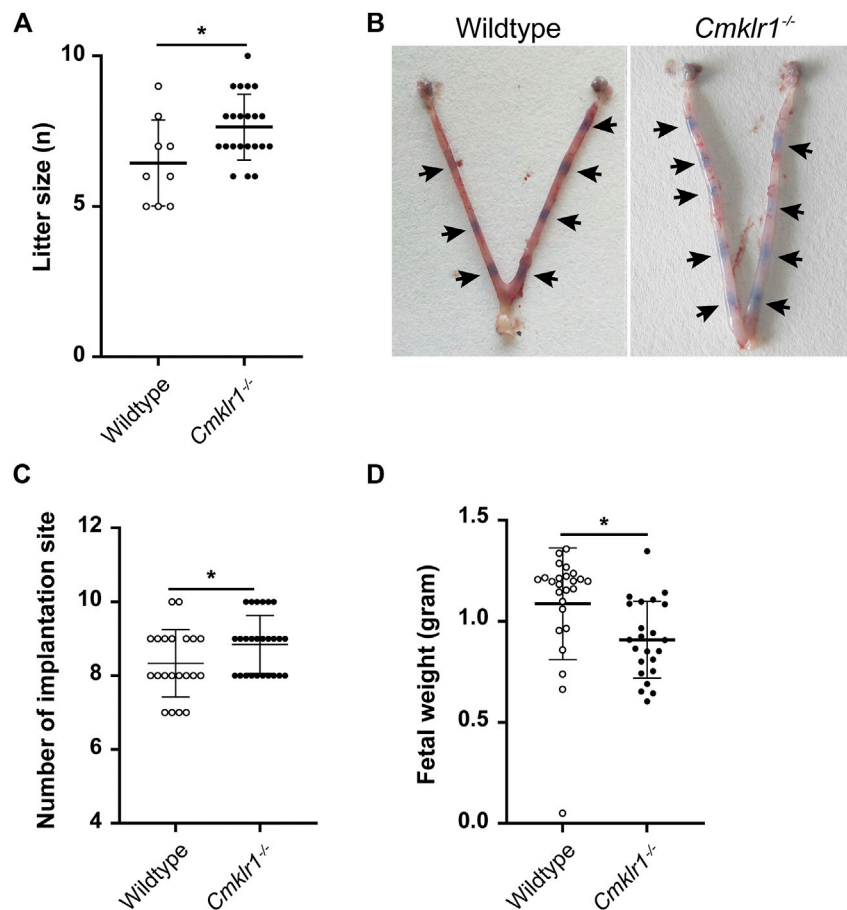 A
Litter size (n)
10
5
0
*
Wildtype
Cmklr1-/-
B
Wildtype
Cmklr1-/-
C
Number of implantation site
12
10
8
6
4
*
Wildtype
Cmklr1-/-
D
Fetal weight (gram)
1.5
1.0
0.5
0.0
*
Wildtype
Cmklr1-/-